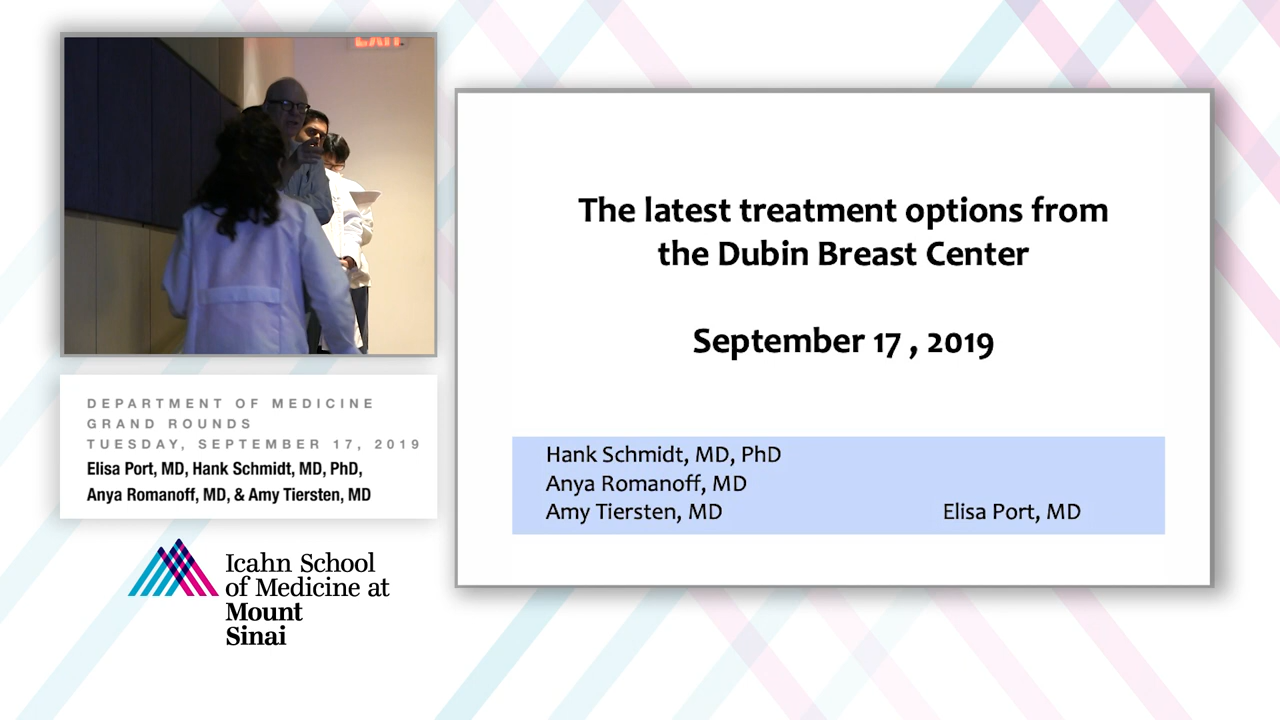 EXIT
DEPARTMENT OF MEDICINE
GRAND ROUNDS
TUESDAY, SEPTEMBER 17, 2019
Elisa Port, MD, Hank Schmidt, MD, PhD,
Anya Romanoff, MD, & Amy Tiersten, MD
Icahn School
of Medicine at
Mount
Sinai
The latest treatment options from
the Dubin Breast Center
September 17 , 2019
Hank Schmidt, MD, PhD
Anya Romanoff, MD
Amy Tiersten, MD Elisa Port, MD